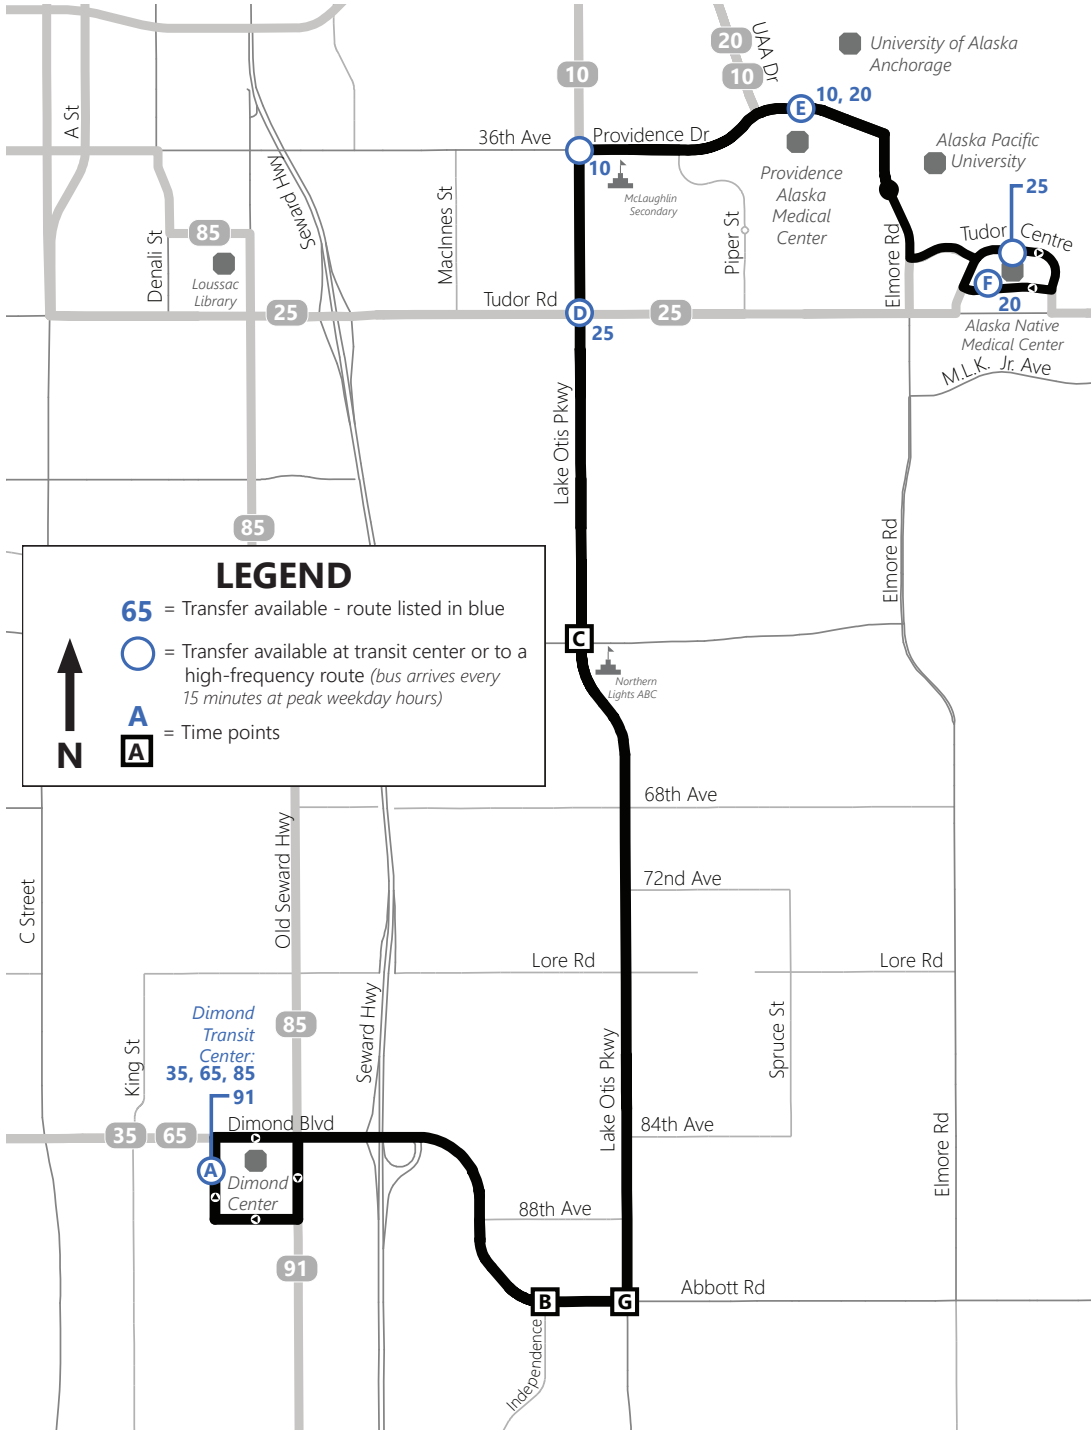 20
UAA Dr
University of Alaska
Anchorage
10
10
10, 20
E
A St
36th Ave
Providence Dr
10
Seward Hwy
McLaughlin
Secondary
Providence
Alaska
Medical
Center
Alaska Pacific
University
25
MacInnes St
Piper St
Denali St
85
Loussac
Library
Elmore Rd
Tudor Centre
F
20
Tudor Rd
25
D
25
25
Alaska Native
Medical Center
M.L.K. Jr. Ave
Lake Otis Pkwy
85
Elmore Rd
LEGEND
65 = Transfer available - route listed in blue
= Transfer available at transit center or to a
high-frequency route (bus arrives every
15 minutes at peak weekday hours)
A
A = Time points
N
C
Northern
Lights ABC
68th Ave
72nd Ave
C Street
Old Seward Hwy
Lore Rd
Lore Rd
Dimond
Transit
Center:
35, 65, 85
91
85
Seward Hwy
King St
Lake Otis Pkwy
Spruce St
35
65
Dimond Blvd
84th Ave
A
Dimond
Center
Elmore Rd
88th Ave
91
B
G
Abbott Rd
Independence